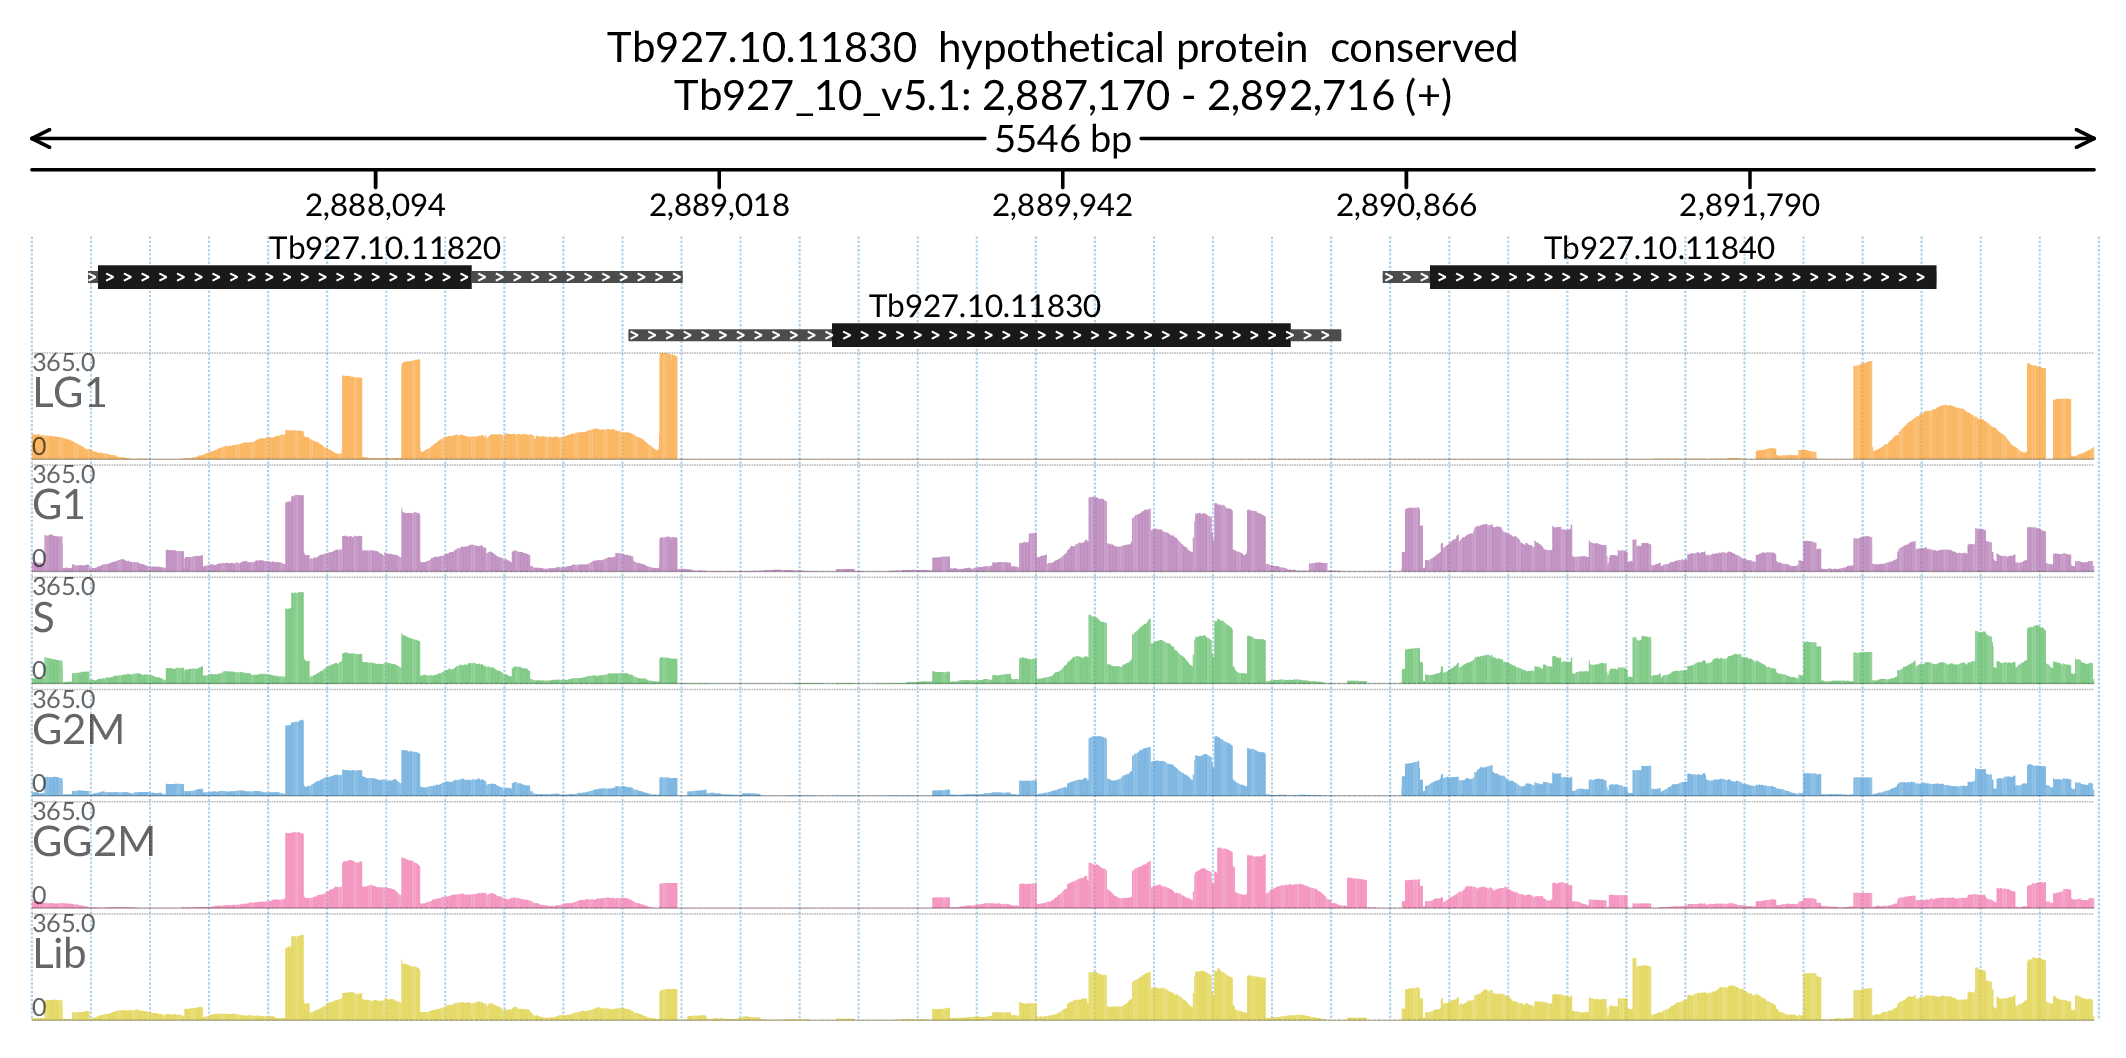 Tb927.10.11830  hypothetical protein  conserved
Tb927_10_v5.1: 2,887,170 - 2,892,716 (+)
5546 bp
2,888,094 2,889,018 2,889,942 2,890,866 2,891,790
Tb927.10.11820 Tb927.10.11840
Tb927.10.11830
365.0
LG1
0
365.0
G1
0
365.0
S
0
365.0
G2M
0
365.0
GG2M
0
365.0
Lib
0